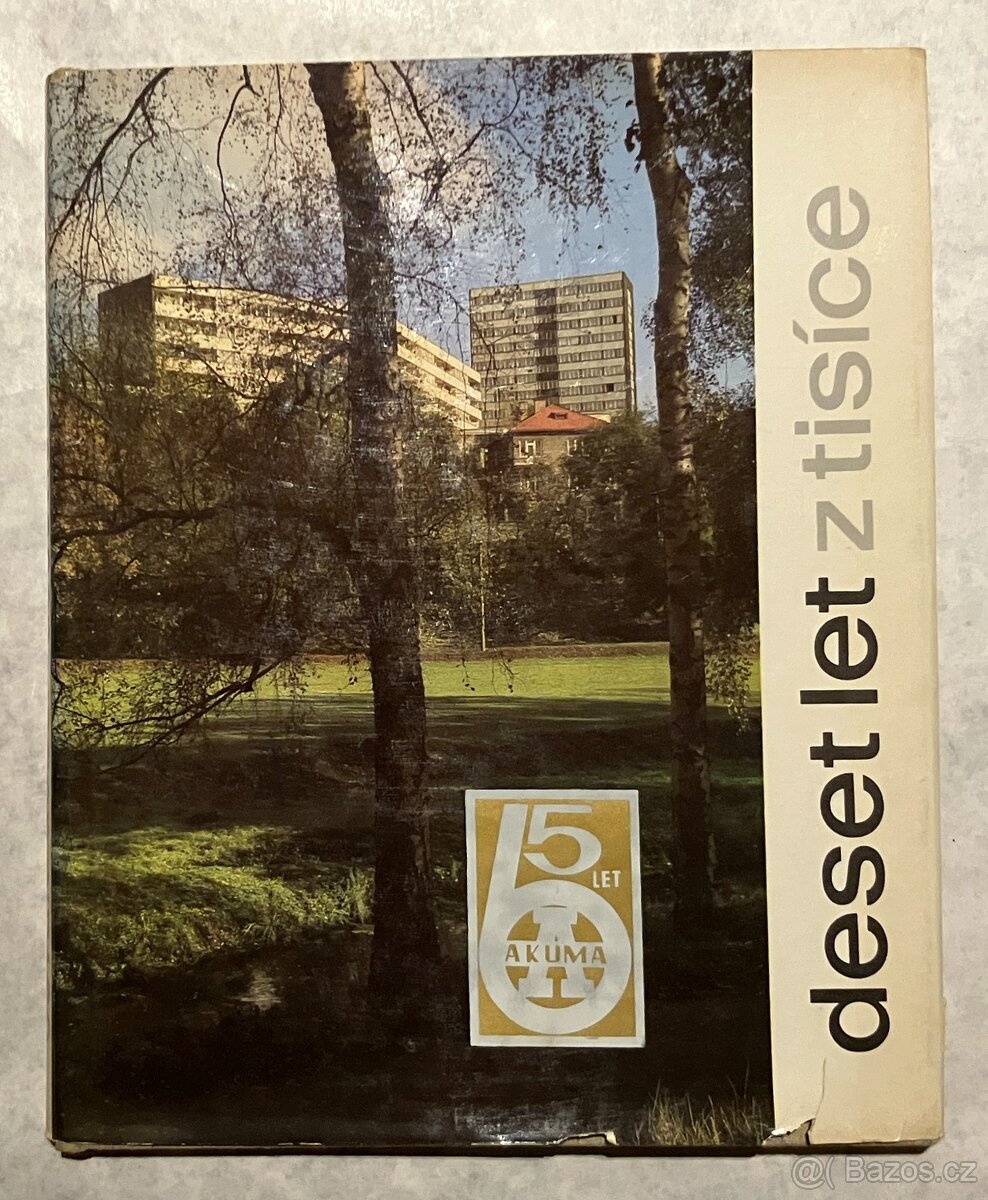 deset let z tisíce
65
LET
AKUMA
@( Bazos.cz